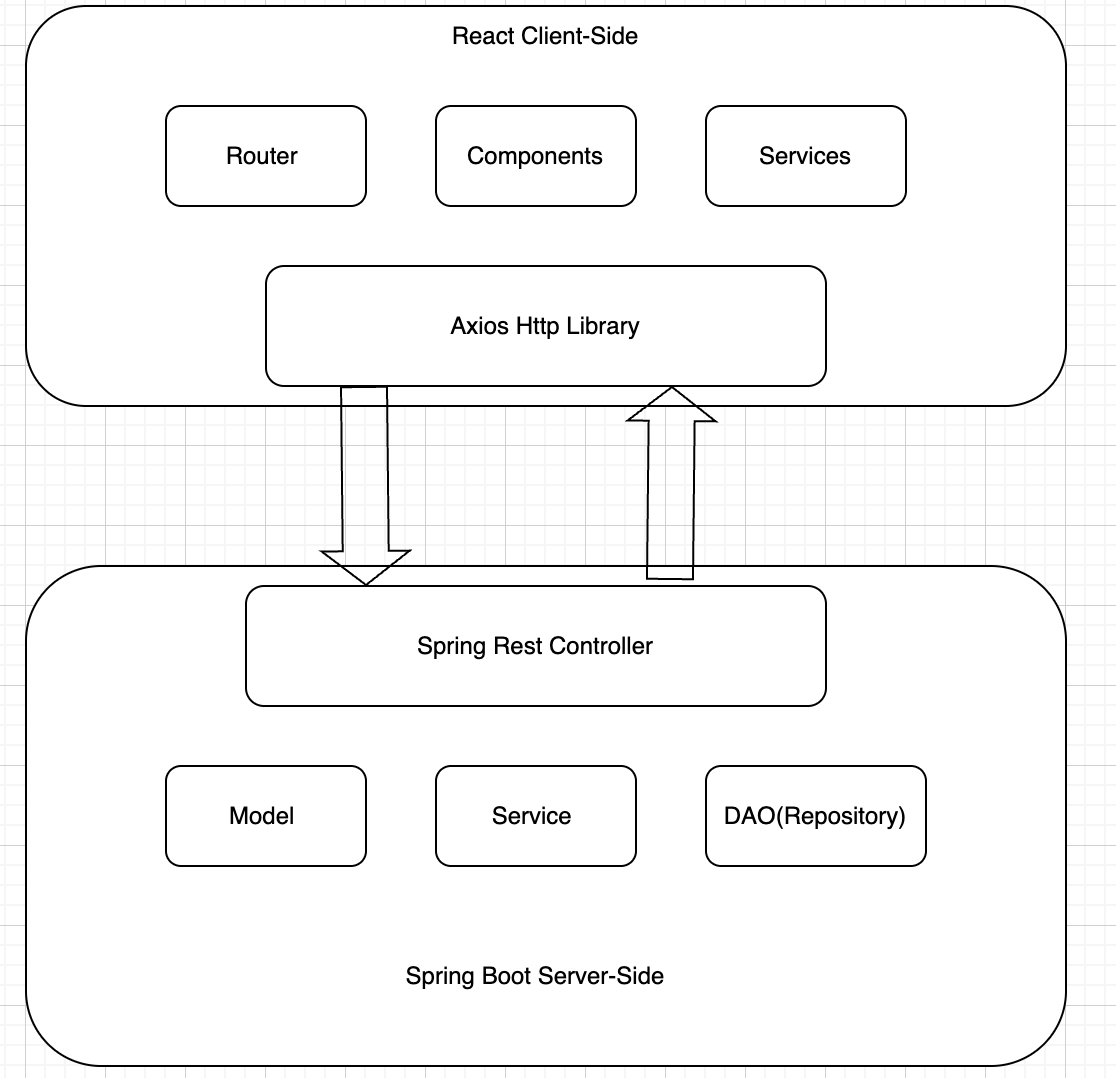 React Client-Side
Router
Components
Services
Axios Http Library
Spring Rest Controller
Model
Service
DAO(Repository)
Spring Boot Server-Side